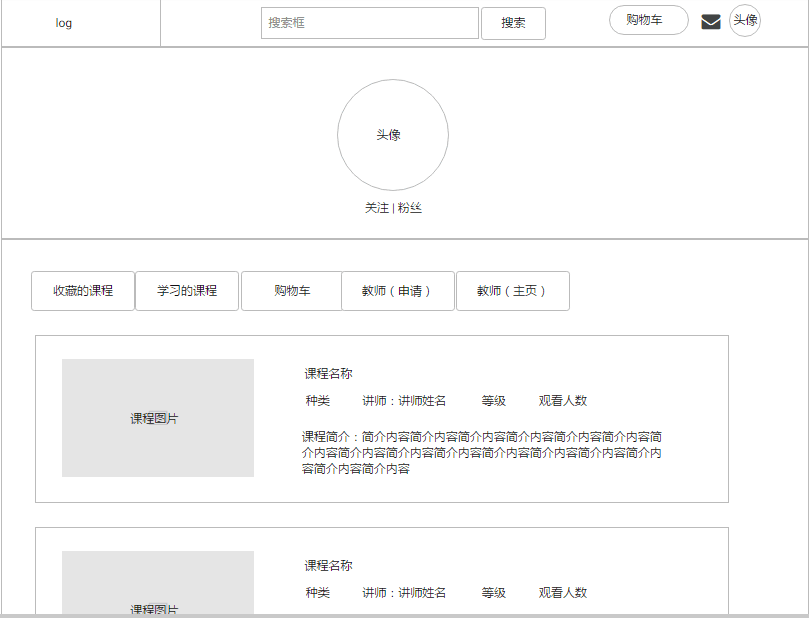 log
搜索框
搜索
购物车
头像
头像
关注 | 粉丝
收藏的课程
学习的课程
购物车
教师（申请）
教师（主页）
课程图片
课程名称
种类 讲师：讲师姓名 等级 观看人数
课程简介：简介内容简介内容简介内容简介内容简介内容简介内容简
介内容简介内容简介内容简介内容简介内容简介内容简介内容简介内
容简介内容简介内容
课程图片
课程名称
种类 讲师：讲师姓名 等级 观看人数